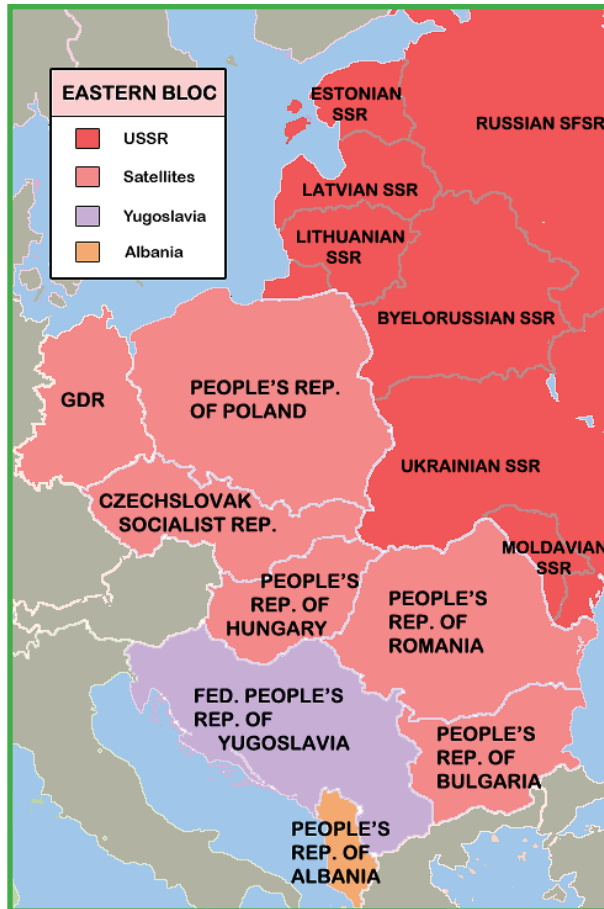 EASTERN BLOC
USSR
Satellites
Yugoslavia
Albania
ESTONIAN
SSR
RUSSIAN SFSR
LATVIAN SSR
LITHUANIAN
SSR
BYELORUSSIAN SSR
GDR
PEOPLE'S REP.
OF POLAND
UKRAINIAN SSR
CZECHSLOVAK
SOCIALIST REP.
MOLDAVIAN
SSR
PEOPLE'S
REP. OF
HUNGARY
PEOPLE'S
REP. OF
ROMANIA
FED. PEOPLE'S
REP. OF
YUGOSLAVIA
PEOPLE'S
REP. OF
BULGARIA
PEOPLE'S
REP. OF
ALBANIA